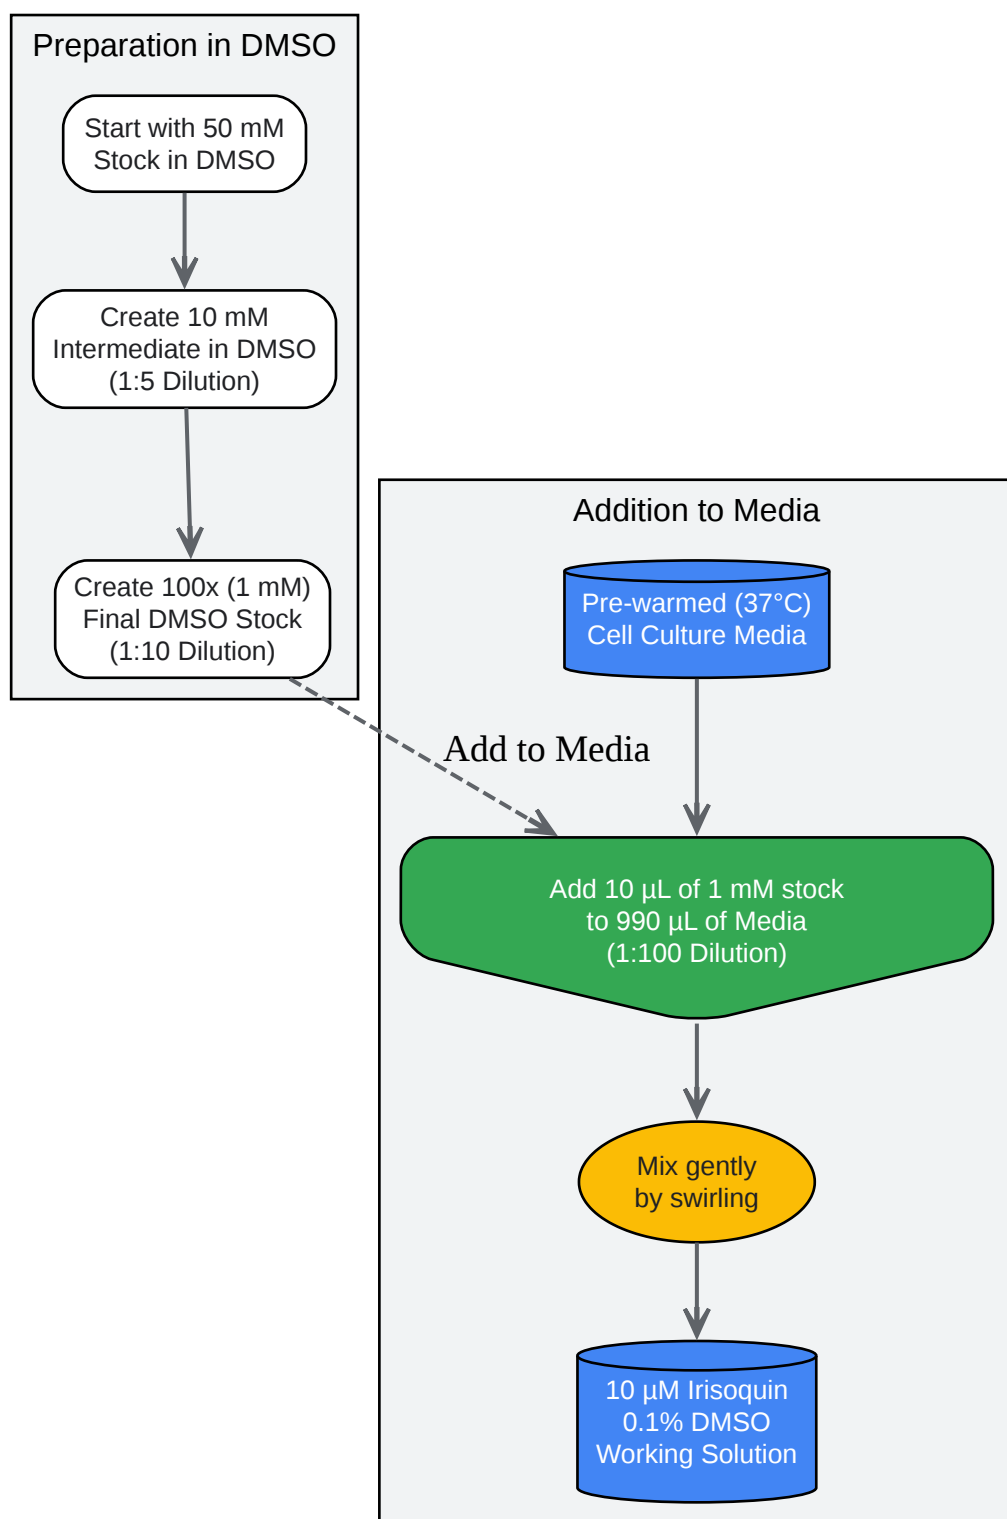 Preparation in DMSO
Start with 50 mM
Stock in DMSO
Create 10 mM
Intermediate in DMSO
(1:5 Dilution)
Create 100x (1 mM)
Final DMSO Stock
(1:10 Dilution)
Addition to Media
Pre-warmed (37°C)
Cell Culture Media
Add to Media
Add 10 µL of 1 mM stock
to 990 µL of Media
(1:100 Dilution)
Mix gently
by swirling
10 µM Irisoquin
0.1% DMSO
Working Solution